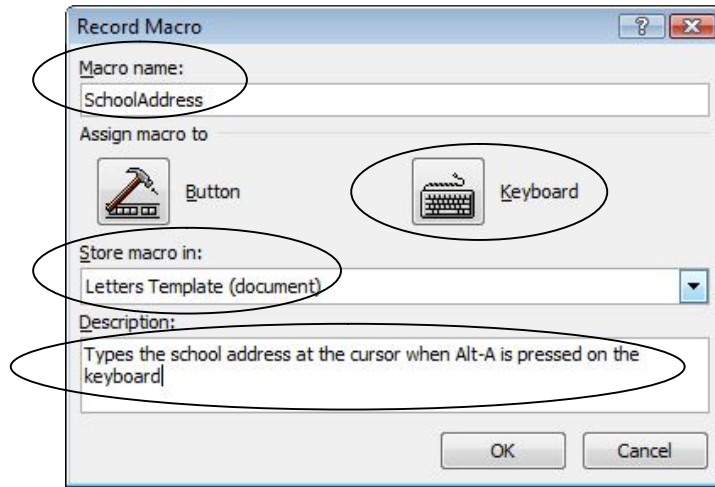 Record Macro
Macro name:
SchoolAddress
Assign macro to
Button Keyboard
Store macro in:
Letters Template (document)
Description:
Types the school address at the cursor when Alt-A is pressed on the
keyboard
OK Cancel